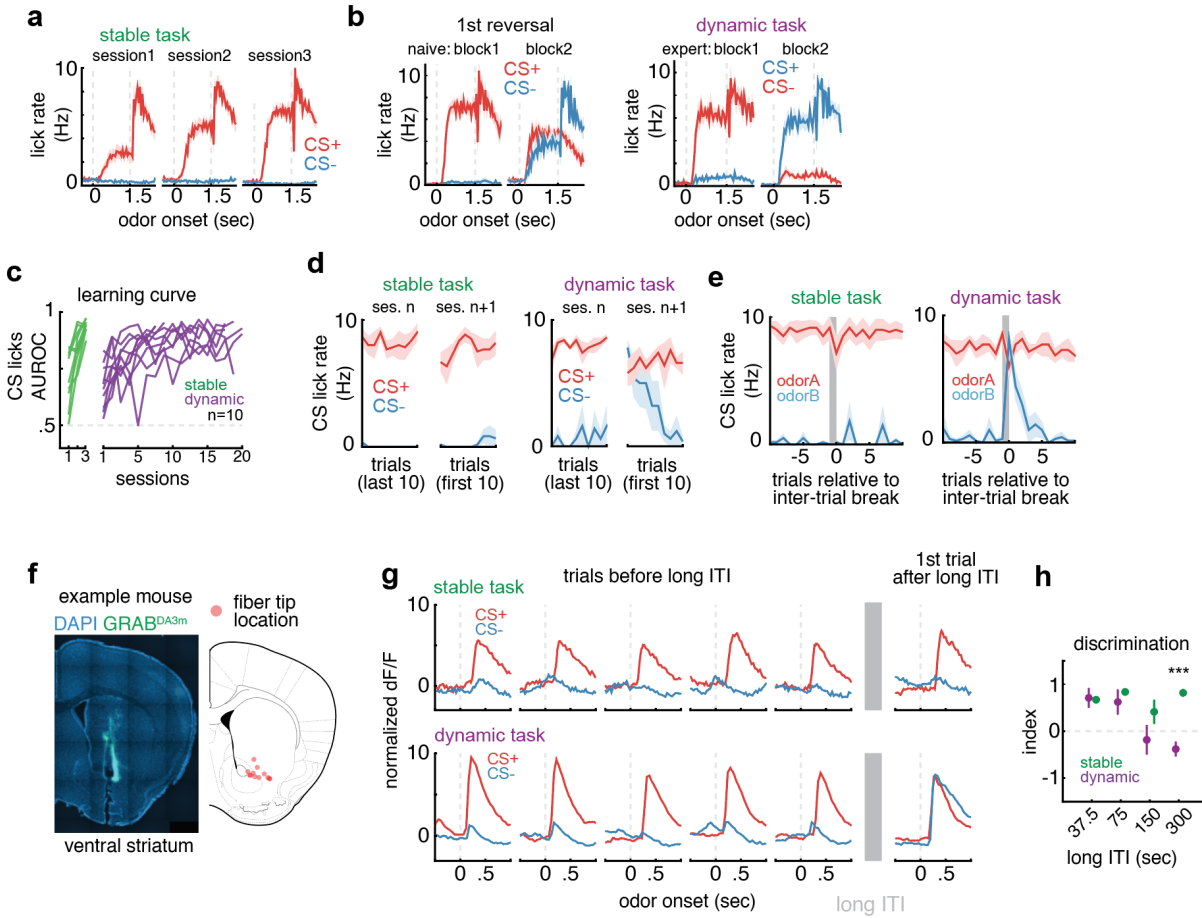 a
stable task
session1 session2 session3
10
lick rate
(Hz)
0
CS+
CS-
0 1.5 0 1.5 0 1.5
odor onset (sec)
b
1st reversal
naive: block1 block2
10
CS+
CS-
lick rate
(Hz)
0
0 1.5 0 1.5
odor onset (sec)
dynamic task
expert: block1 block2
10
CS+
CS-
lick rate
(Hz)
0
0 1.5 0 1.5
odor onset (sec)
c
learning curve
1
CS licks
AUROC
.5
stable
dynamic
n=10
1 3 1 5 10 15 20
sessions
d
stable task
ses. n ses. n+1
10
CS lick rate
(Hz)
0
CS+
CS-
trials
(last 10)
trials
(first 10)
dynamic task
ses. n ses. n+1
10
CS+
CS-
0
trials
(last 10)
trials
(first 10)
e
stable task
10
CS lick rate
(Hz)
odorA
odorB
0
-5 0 5
trials relative to
inter-trial break
dynamic task
10
odorA
odorB
0
-5 0 5
trials relative to
inter-trial break
f
example mouse
DAPI GRABDA3m
fiber tip
location
ventral striatum
g
trials before long ITI
1st trial
after long ITI
stable task
10
CS+
CS-
0
normalized dF/F
dynamic task
10
CS+
CS-
0
0 .5 0 .5 0 .5 0 .5 0 .5 0 .5
odor onset (sec)
long ITI
h
discrimination
***
1
index
0
stable
dynamic
-1
37.5 75 150 300
long ITI (sec)